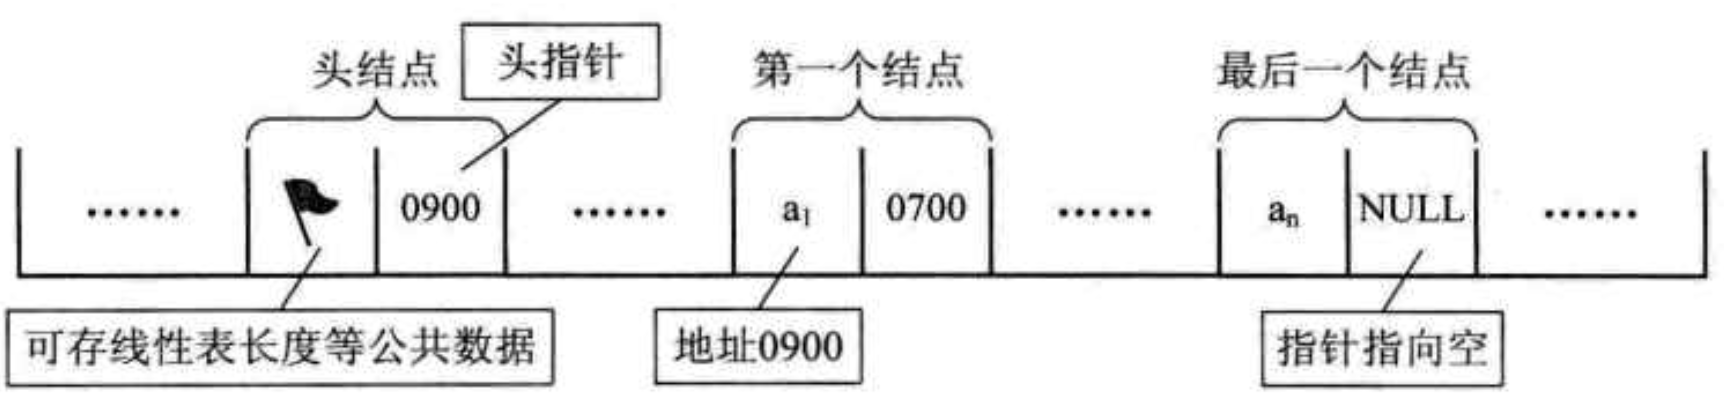 头结点
头指针
第一个结点
最后一个结点
……
0900
……
a₁
0700
……
aₙ
NULL
……
可存线性表长度等公共数据
地址0900
指针指向空